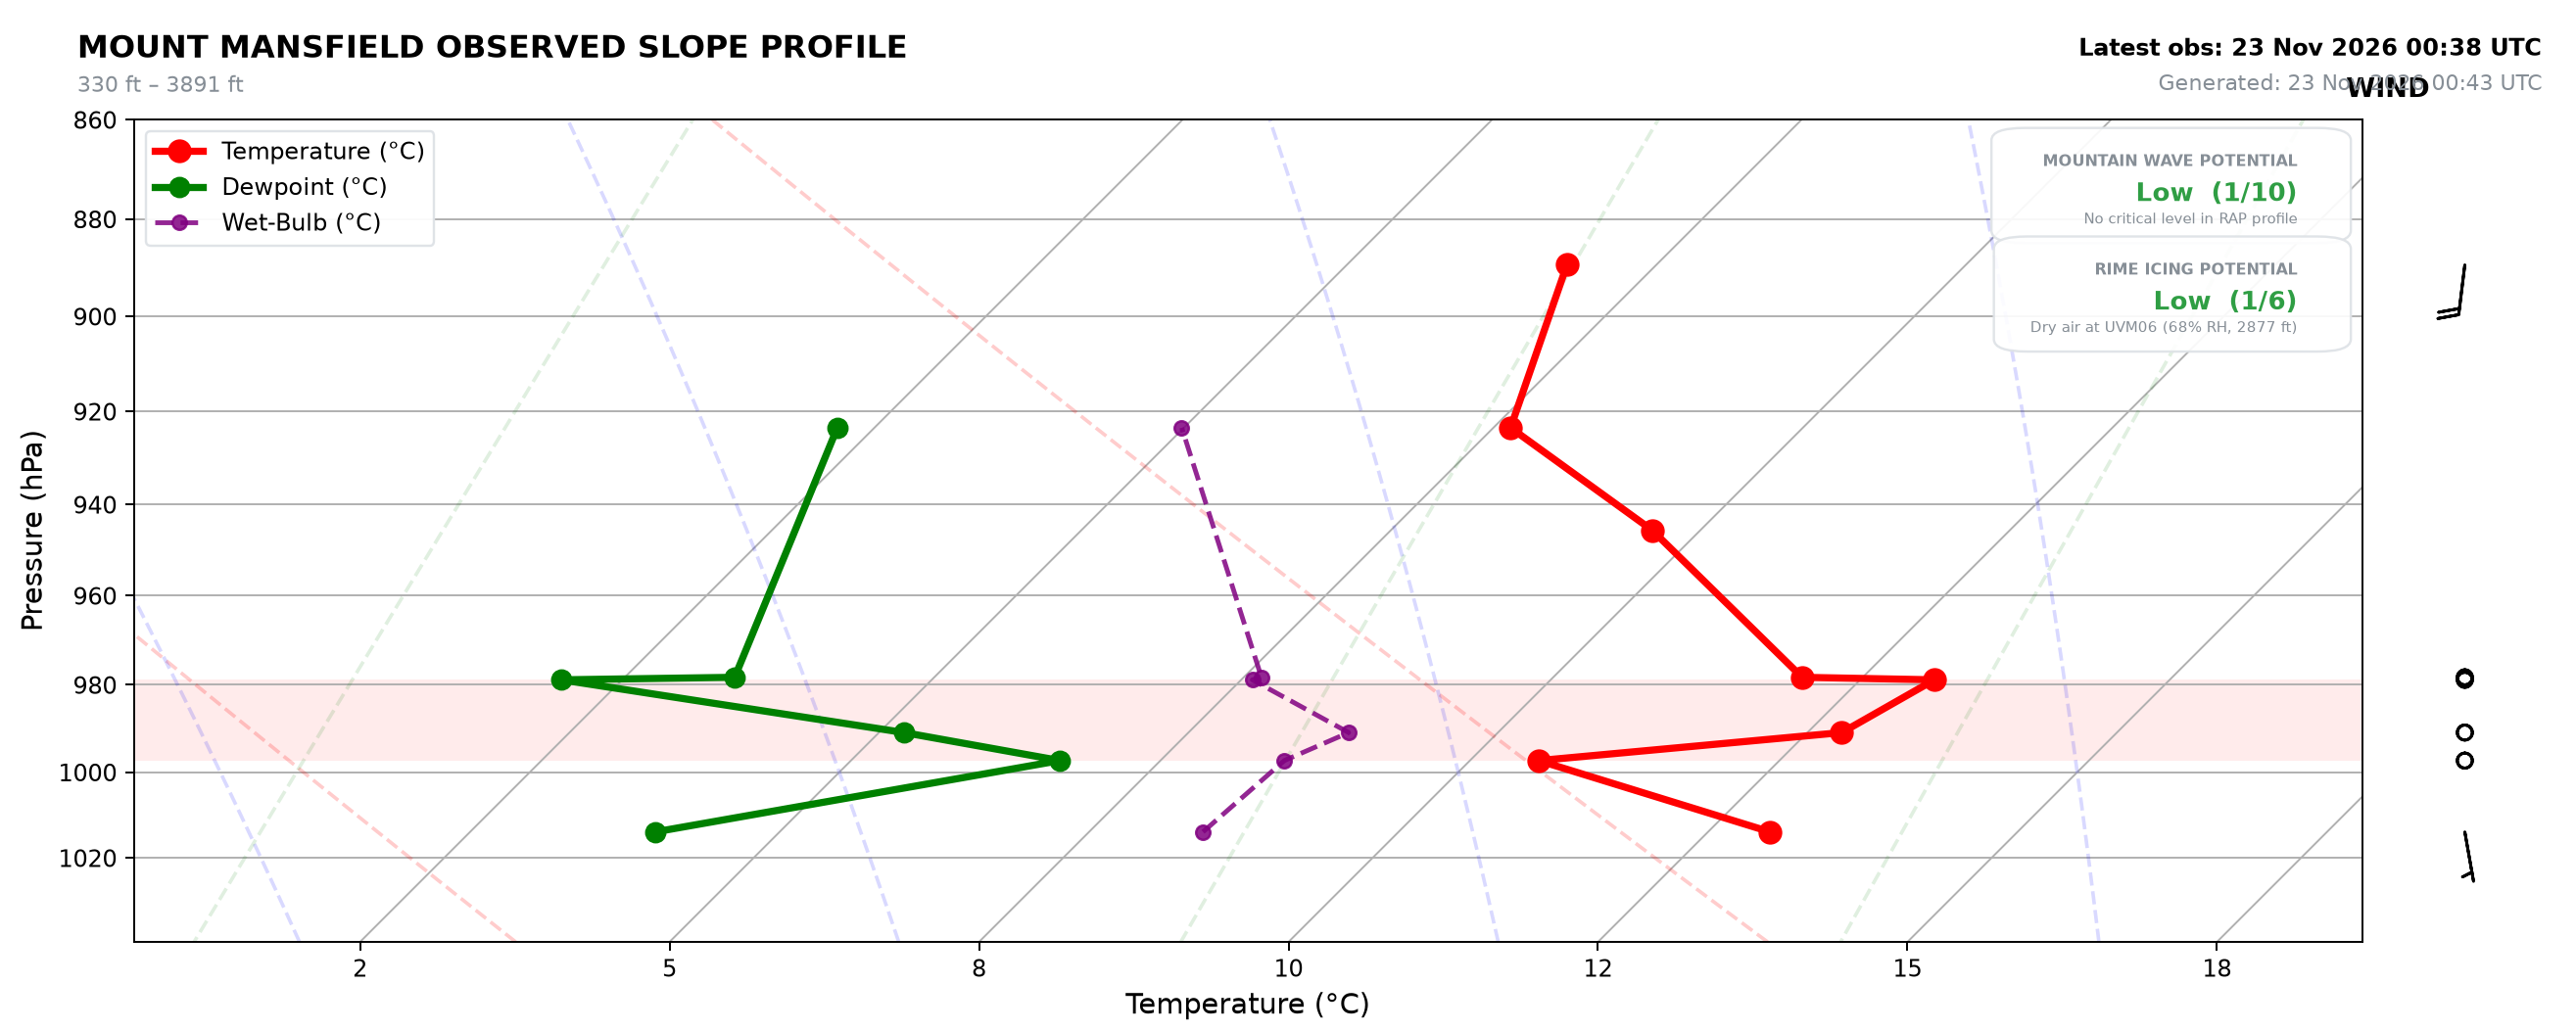 MOUNT MANSFIELD OBSERVED SLOPE PROFILE
330 ft – 3891 ft
Latest obs: 23 Nov 2026 00:38 UTC
Generated: 23 Nov 2026 00:43 UTC
WIND
Temperature (°C)
Dewpoint (°C)
Wet-Bulb (°C)
MOUNTAIN WAVE POTENTIAL
Low (1/10)
No critical level in RAP profile
RIME ICING POTENTIAL
Low (1/6)
Dry air at UVM06 (68% RH, 2877 ft)
Pressure (hPa)
860
880
900
920
940
960
980
1000
1020
2 5 8 10 12 15 18
Temperature (°C)